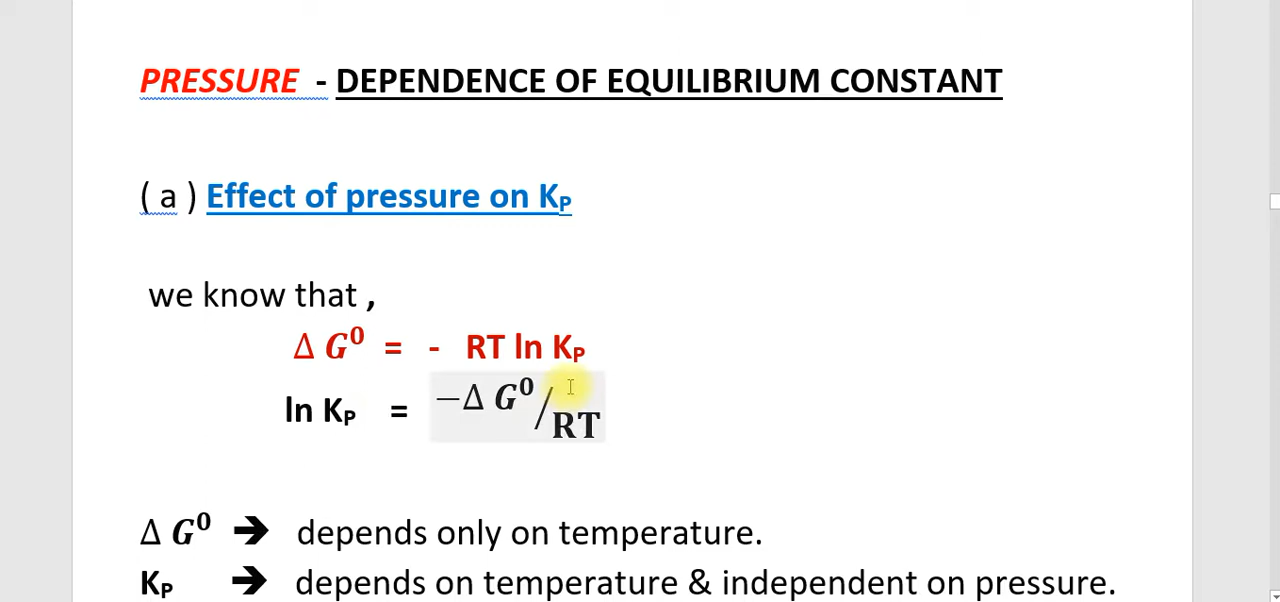 PRESSURE - DEPENDENCE OF EQUILIBRIUM CONSTANT
( a ) Effect of pressure on KP
we know that ,
Δ G⁰ = - RT ln KP
ln KP = −Δ G⁰/RT
Δ G⁰ ➔ depends only on temperature.
KP ➔ depends on temperature & independent on pressure.